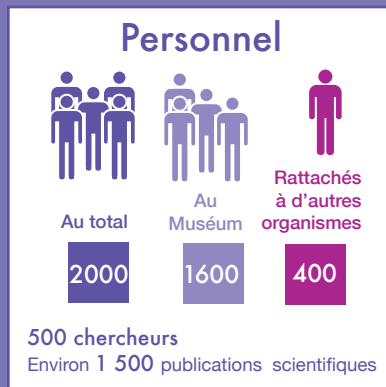 Personnel
Au total
2000
Au
Muséum
1600
Rattachés
à d'autres
organismes
400
500 chercheurs
Environ 1 500 publications scientifiques